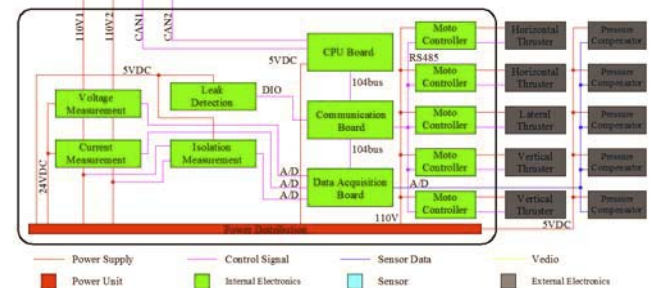 110V1
110V2
CAN1
CAN2
CPU Board
Moto
Controller
Horizontal
Thruster
Pressure
Compensator
5VDC
5VDC
RS485
Voltage
Measurement
Leak
Detection
DIO
104bus
Moto
Controller
Horizontal
Thruster
Pressure
Compensator
Communication
Board
Moto
Controller
Lateral
Thruster
Pressure
Compensator
Current
Measurement
Isolation
Measurement
104bus
Moto
Controller
Vertical
Thruster
Pressure
Compensator
24VDC
A/D
A/D
A/D
Data Acquisition
Board
A/D
Moto
Controller
Vertical
Thruster
Pressure
Compensator
110V
5VDC
Power Distribution
Power Supply
Control Signal
Sensor Data
Vedio
Power Unit
Internal Electronics
Sensor
External Electronics